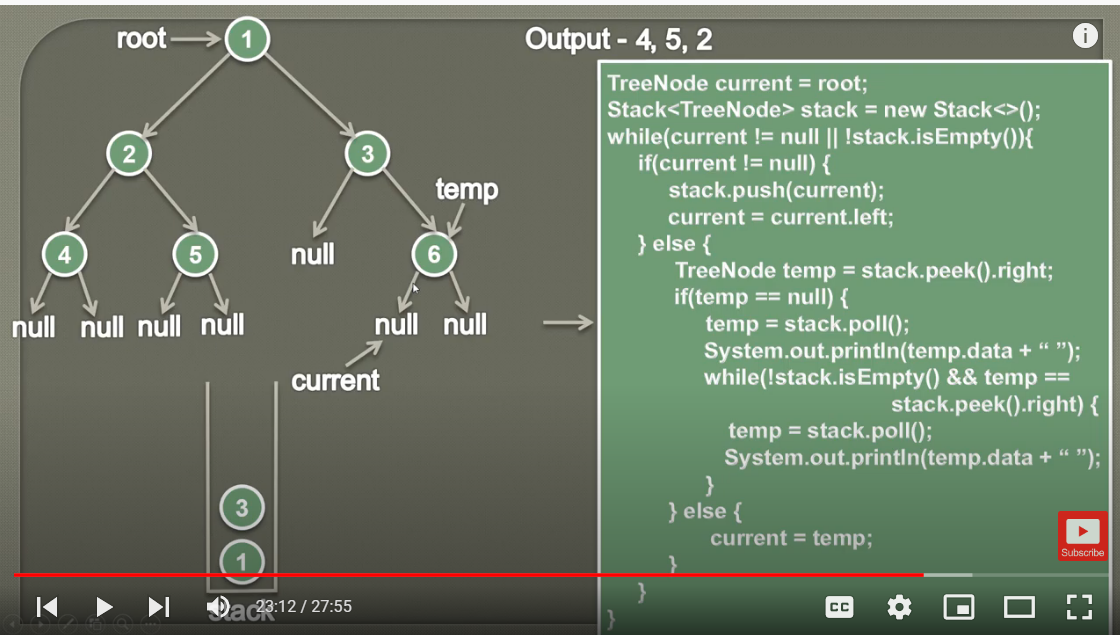 root
1
Output - 4, 5, 2
i
2
3
temp
4
5
null
6
null
null
null
null
null
null
current
TreeNode current = root;
Stack<TreeNode> stack = new Stack<>();
while(current != null || !stack.isEmpty()){
if(current != null) {
stack.push(current);
current = current.left;
} else {
TreeNode temp = stack.peek().right;
if(temp == null) {
temp = stack.poll();
System.out.println(temp.data + “ ”);
while(!stack.isEmpty() && temp ==
stack.peek().right) {
temp = stack.poll();
System.out.println(temp.data + “ ”);
}
} else {
current = temp;
}
}
}
3
1
stack
Subscribe
23:12 / 27:55
CC